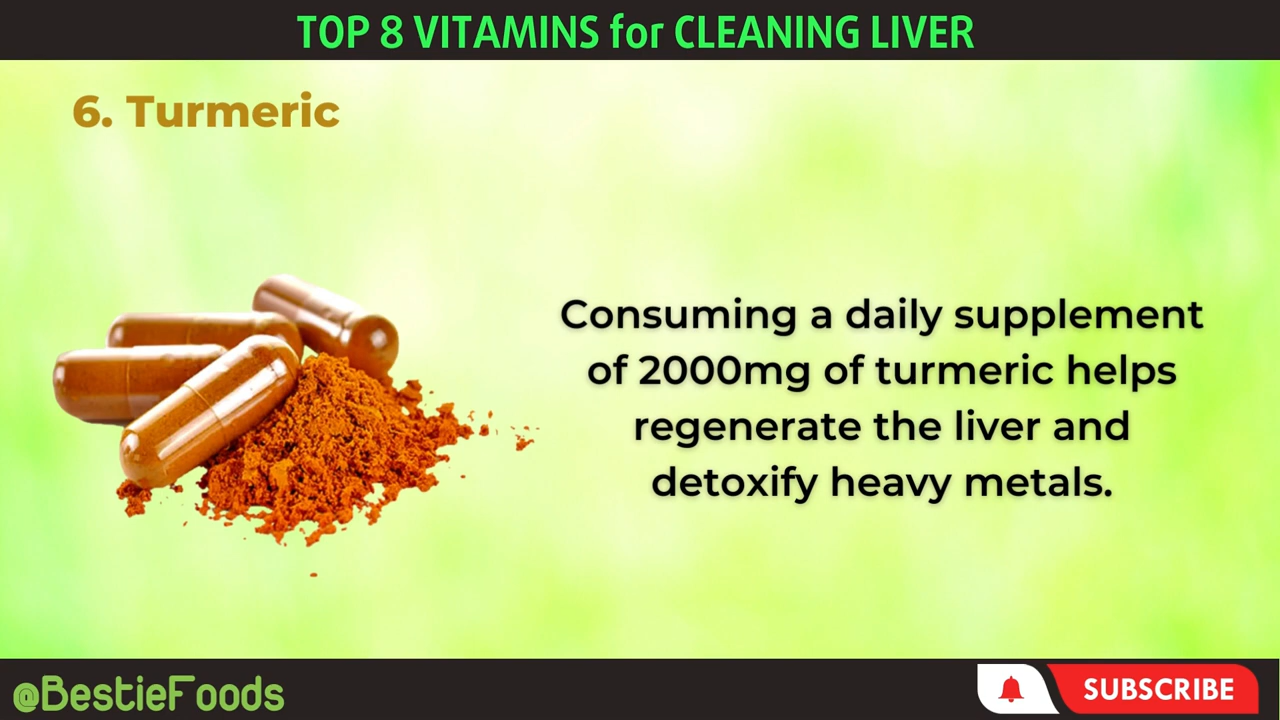 TOP 8 VITAMINS for CLEANING LIVER
6. Turmeric
Consuming a daily supplement
of 2000mg of turmeric helps
regenerate the liver and
detoxify heavy metals.
@BestieFoods
SUBSCRIBE